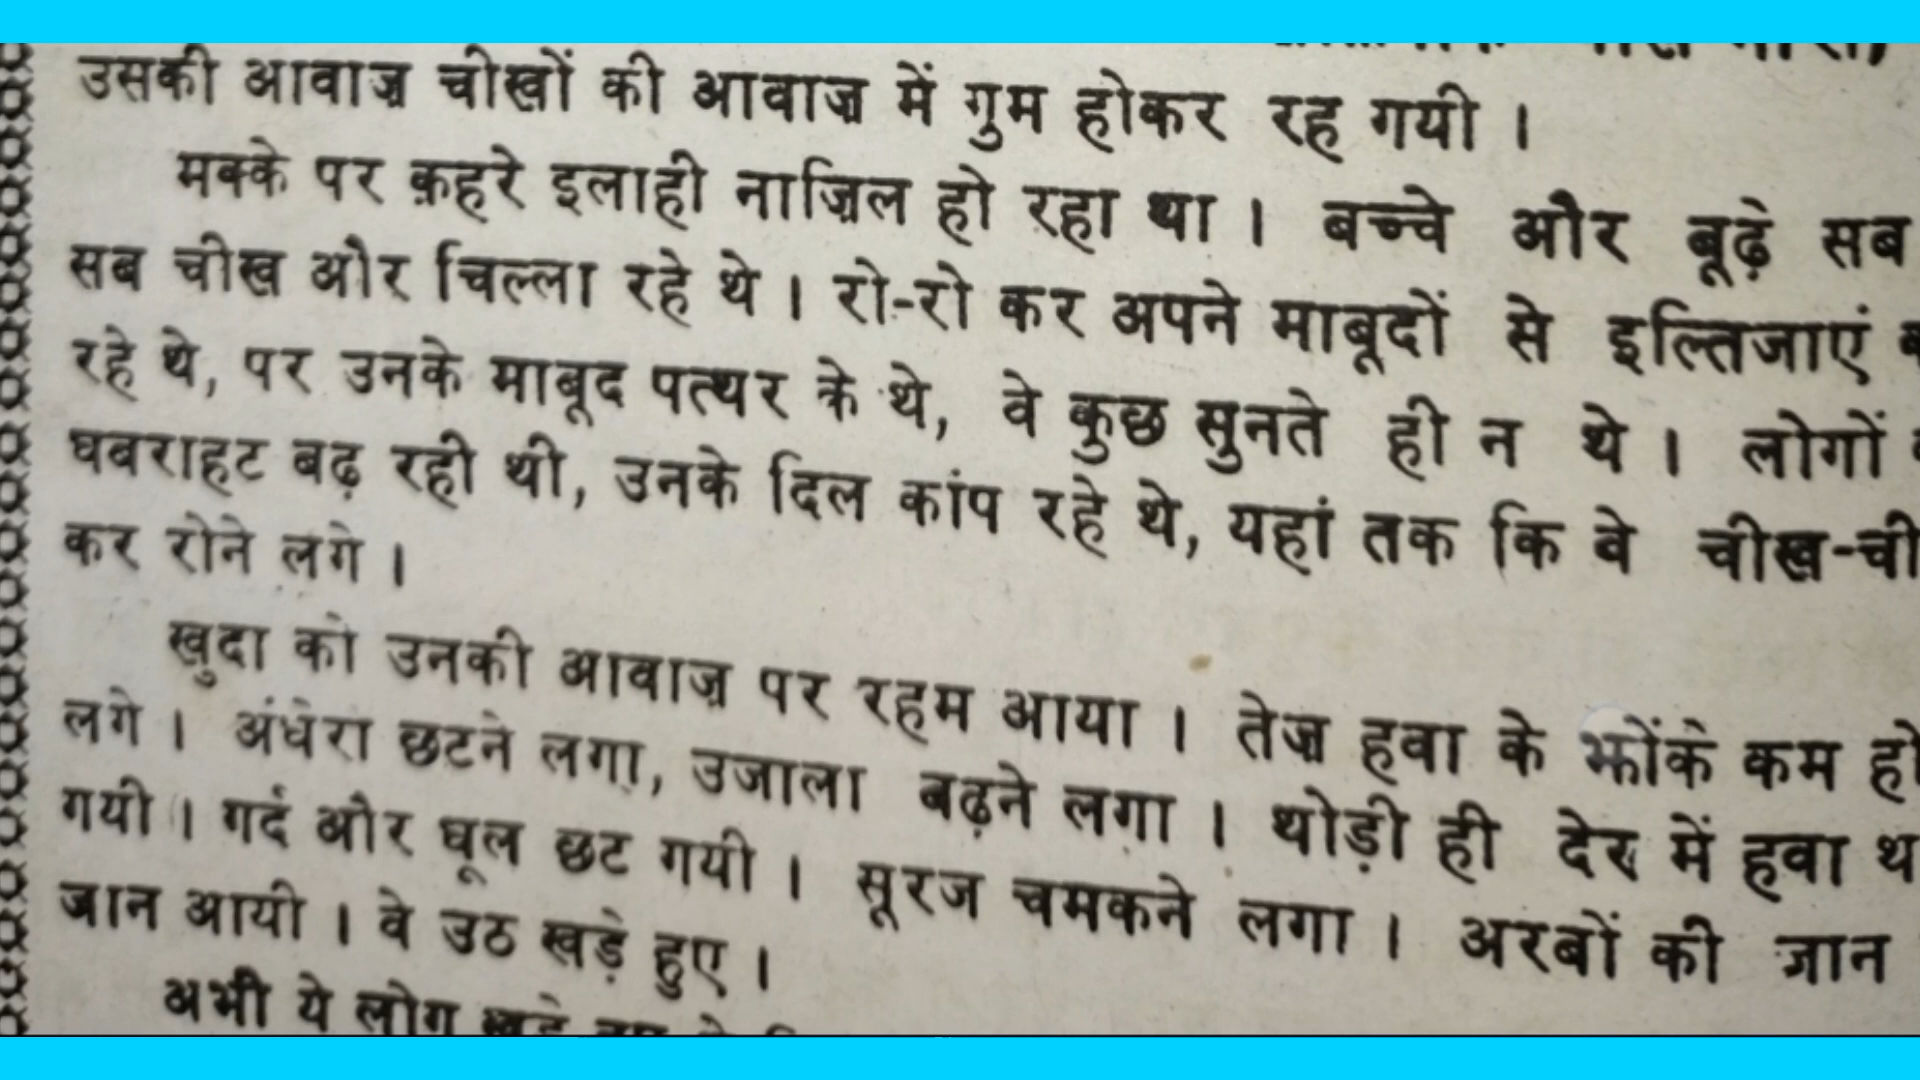 उसकी आवाज़ चीखों की आवाज़ में गुम होकर रह गयी ।
मक्के पर क़हरे इलाही नाज़िल हो रहा था । बच्चे और बूढ़े सब
सब चीख और चिल्ला रहे थे । रो-रो कर अपने माबूदों से इल्तिजाएं
रहे थे, पर उनके माबूद पत्थर के थे, वे कुछ सुनते ही न थे । लोगों
घबराहट बढ़ रही थी, उनके दिल कांप रहे थे, यहां तक कि वे चीख-ची
कर रोने लगे ।
खुदा को उनकी आवाज़ पर रहम आया । तेज़ हवा के झोंके कम हो
लगे । अंधेरा छटने लगा, उजाला बढ़ने लगा । थोड़ी ही देर में हवा थ
गयी । गर्द और धूल छट गयी । सूरज चमकने लगा । अरबों की जान
जान आयी । वे उठ खड़े हुए ।
अभी ये लोग खड़े